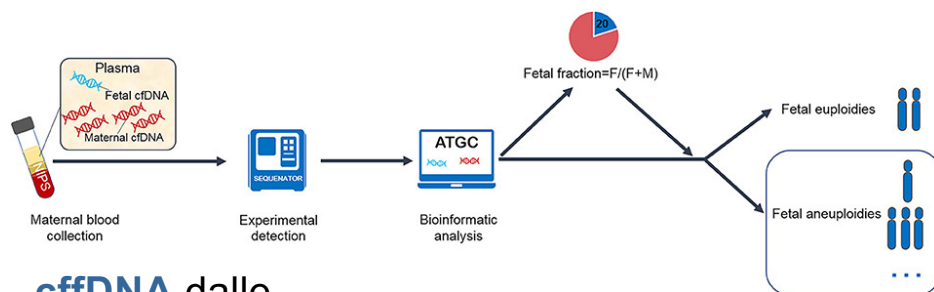 20
Fetal fraction=F/(F+M)
Plasma
Fetal cfDNA
Maternal cfDNA
NIPS
SEQUENATOR
ATGC
Fetal euploidies
Fetal aneuploidies
...
Maternal blood
collection
Experimental
detection
Bioinformatic
analysis
cffDNA dalle